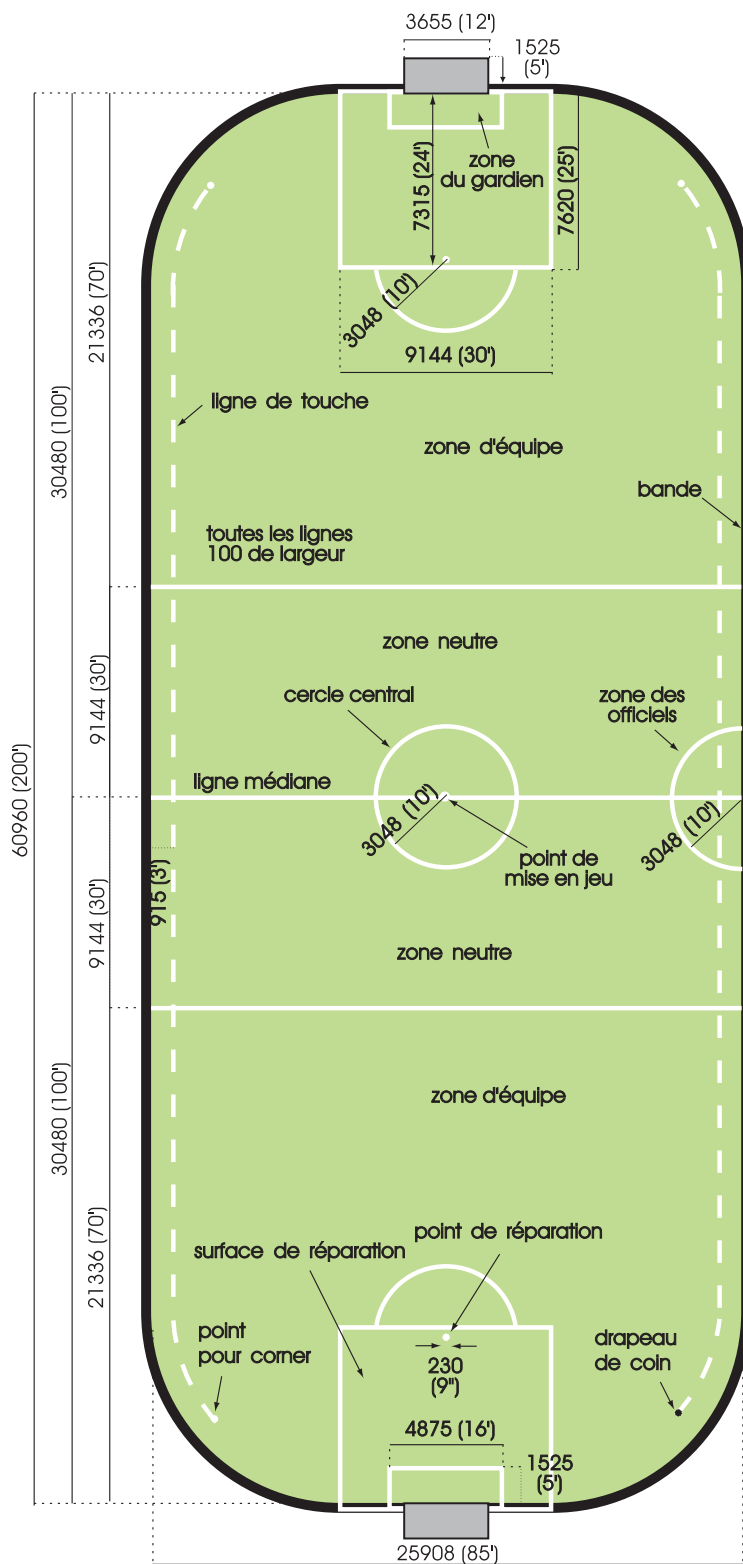 3655 (12')
1525
(5')
zone
du gardien
7315 (24')
7620 (25')
3048 (10')
9144 (30')
21336 (70')
30480 (100')
ligne de touche
zone d'équipe
bande
toutes les lignes
100 de largeur
zone neutre
9144 (30')
cercle central
zone des
officiels
60960 (200')
ligne médiane
3048 (10')
3048 (10')
point de
mise en jeu
915 (3')
9144 (30')
zone neutre
30480 (100')
zone d'équipe
21336 (70')
point de réparation
surface de réparation
point
pour corner
drapeau
de coin
230
(9")
4875 (16')
1525
(5')
25908 (85')